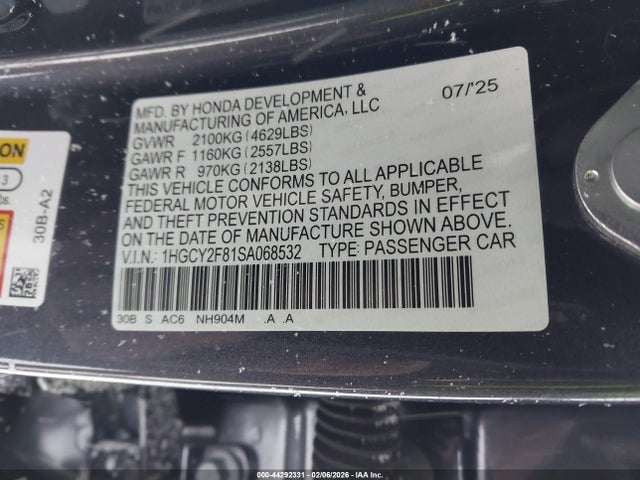 MFD. BY HONDA DEVELOPMENT & 07/'25
MANUFACTURING OF AMERICA, LLC
GVWR 2100KG(4629LBS)
GAWR F 1160KG(2557LBS)
GAWR R 970KG(2138LBS)
THIS VEHICLE CONFORMS TO ALL APPLICABLE
FEDERAL MOTOR VEHICLE SAFETY, BUMPER,
AND THEFT PREVENTION STANDARDS IN EFFECT
ON THE DATE OF MANUFACTURE SHOWN ABOVE.
V.I.N.: 1HGCY2F81SA068532 TYPE: PASSENGER CAR
30B S AC6 NH904M .A .A
ION
3
bs.
30B-A2
000-44292331 - 02/06/2026 - IAA Inc.